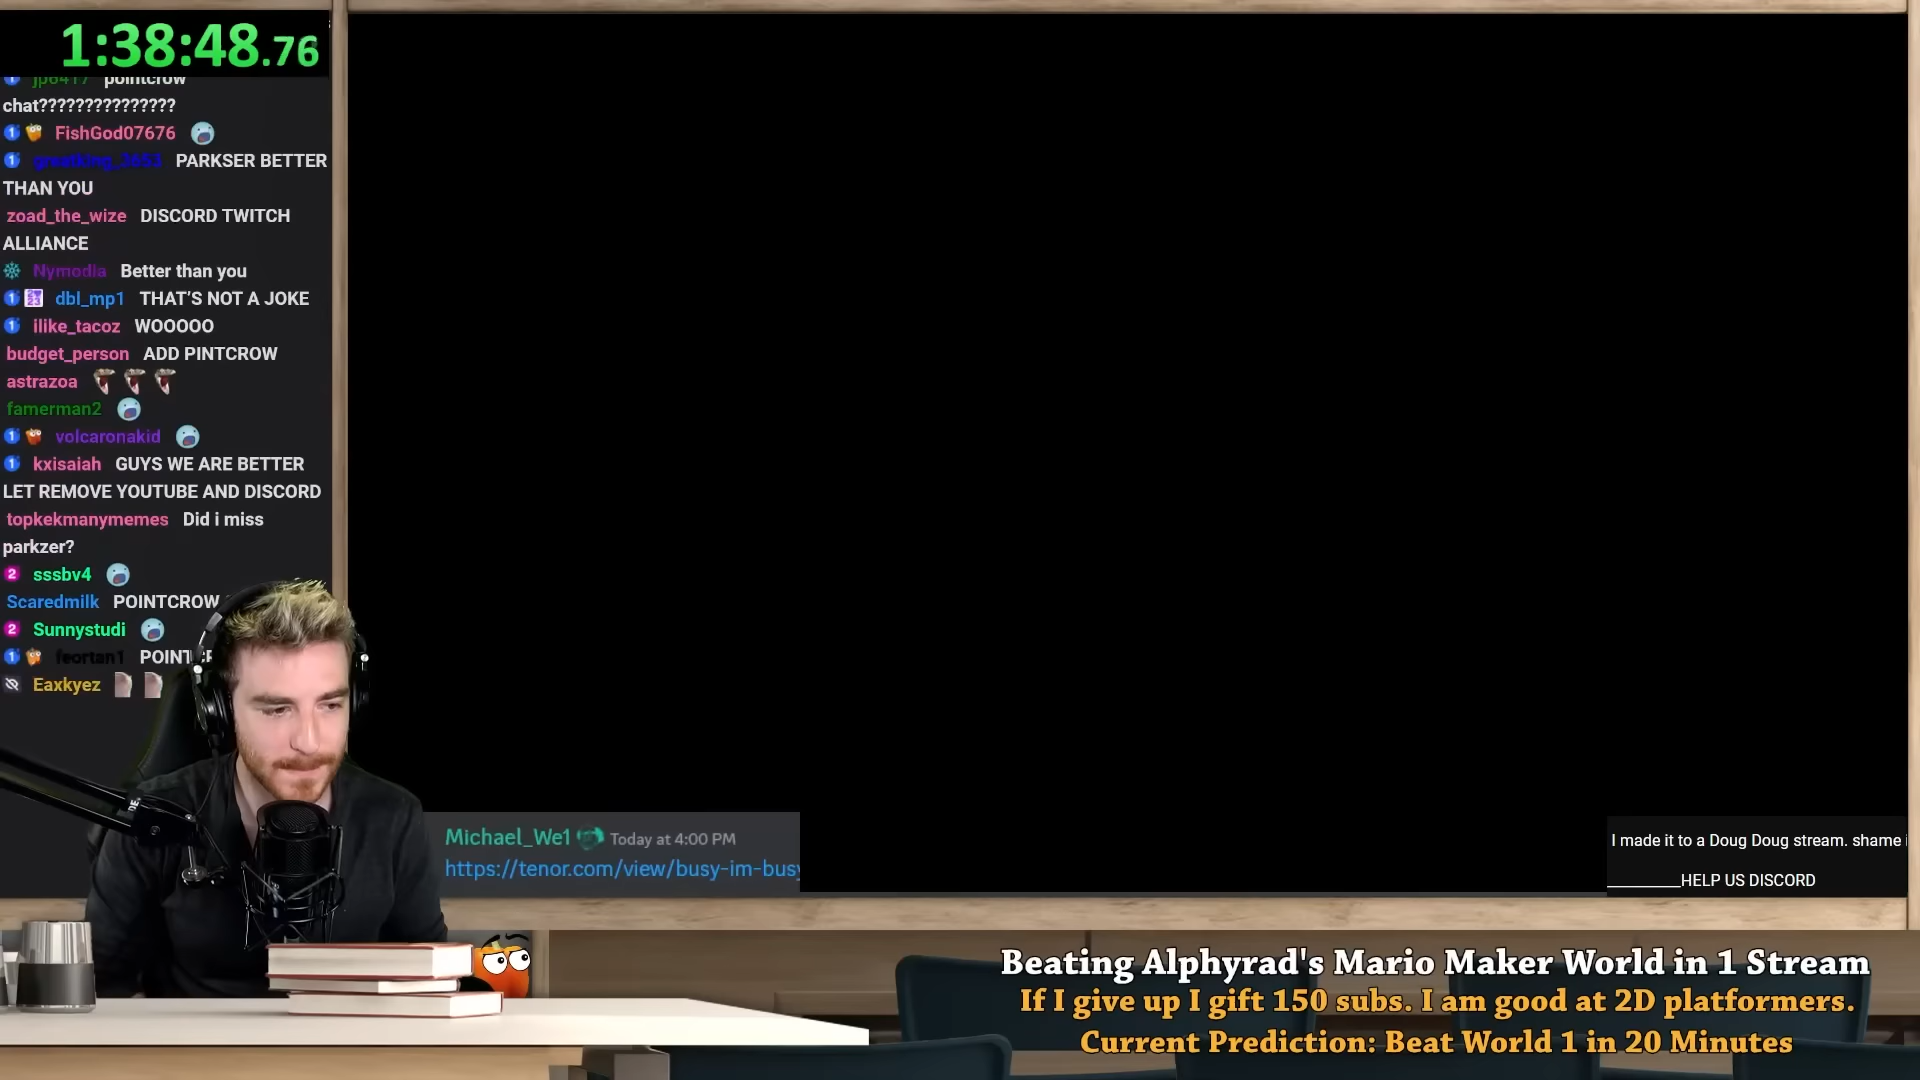 1:38:48.76
jp6417 pointcrow
chat???????????????
FishGod07676
greatking_3653 PARKSER BETTER
THAN YOU
zoad_the_wize DISCORD TWITCH
ALLIANCE
Nymodia Better than you
dbl_mp1 THAT'S NOT A JOKE
ilike_tacoz WOOOOO
budget_person ADD PINTCROW
astrazoa
famerman2
volcaronakid
kxisaiah GUYS WE ARE BETTER
LET REMOVE YOUTUBE AND DISCORD
topkekmanymemes Did i miss
parkzer?
sssbv4
Scaredmilk POINTCROW
Sunnystudi
feortan1
Eaxkyez
Michael_We1 Today at 4:00 PM
https://tenor.com/view/busy-im-busy
I made it to a Doug Doug stream. shame
_________HELP US DISCORD
Beating Alphyrad's Mario Maker World in 1 Stream
If I give up I gift 150 subs. I am good at 2D platformers.
Current Prediction: Beat World 1 in 20 Minutes